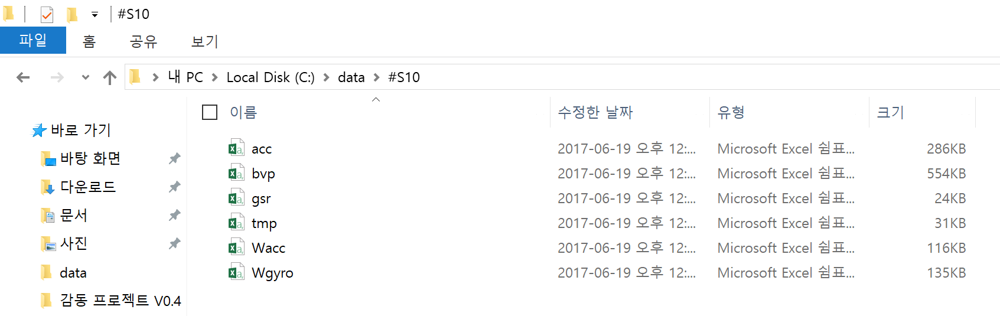 #S10
파일 홈 공유 보기
내 PC Local Disk (C:) data #S10
이름 수정한 날짜 유형 크기
바로 가기
바탕 화면
다운로드
문서
사진
data
감동 프로젝트 V0.4
acc 2017-06-19 오후 12:... Microsoft Excel 쉼표... 286KB
bvp 2017-06-19 오후 12:... Microsoft Excel 쉼표... 554KB
gsr 2017-06-19 오후 12:... Microsoft Excel 쉼표... 24KB
tmp 2017-06-19 오후 12:... Microsoft Excel 쉼표... 31KB
Wacc 2017-06-19 오후 12:... Microsoft Excel 쉼표... 116KB
Wgyro 2017-06-19 오후 12:... Microsoft Excel 쉼표... 135KB